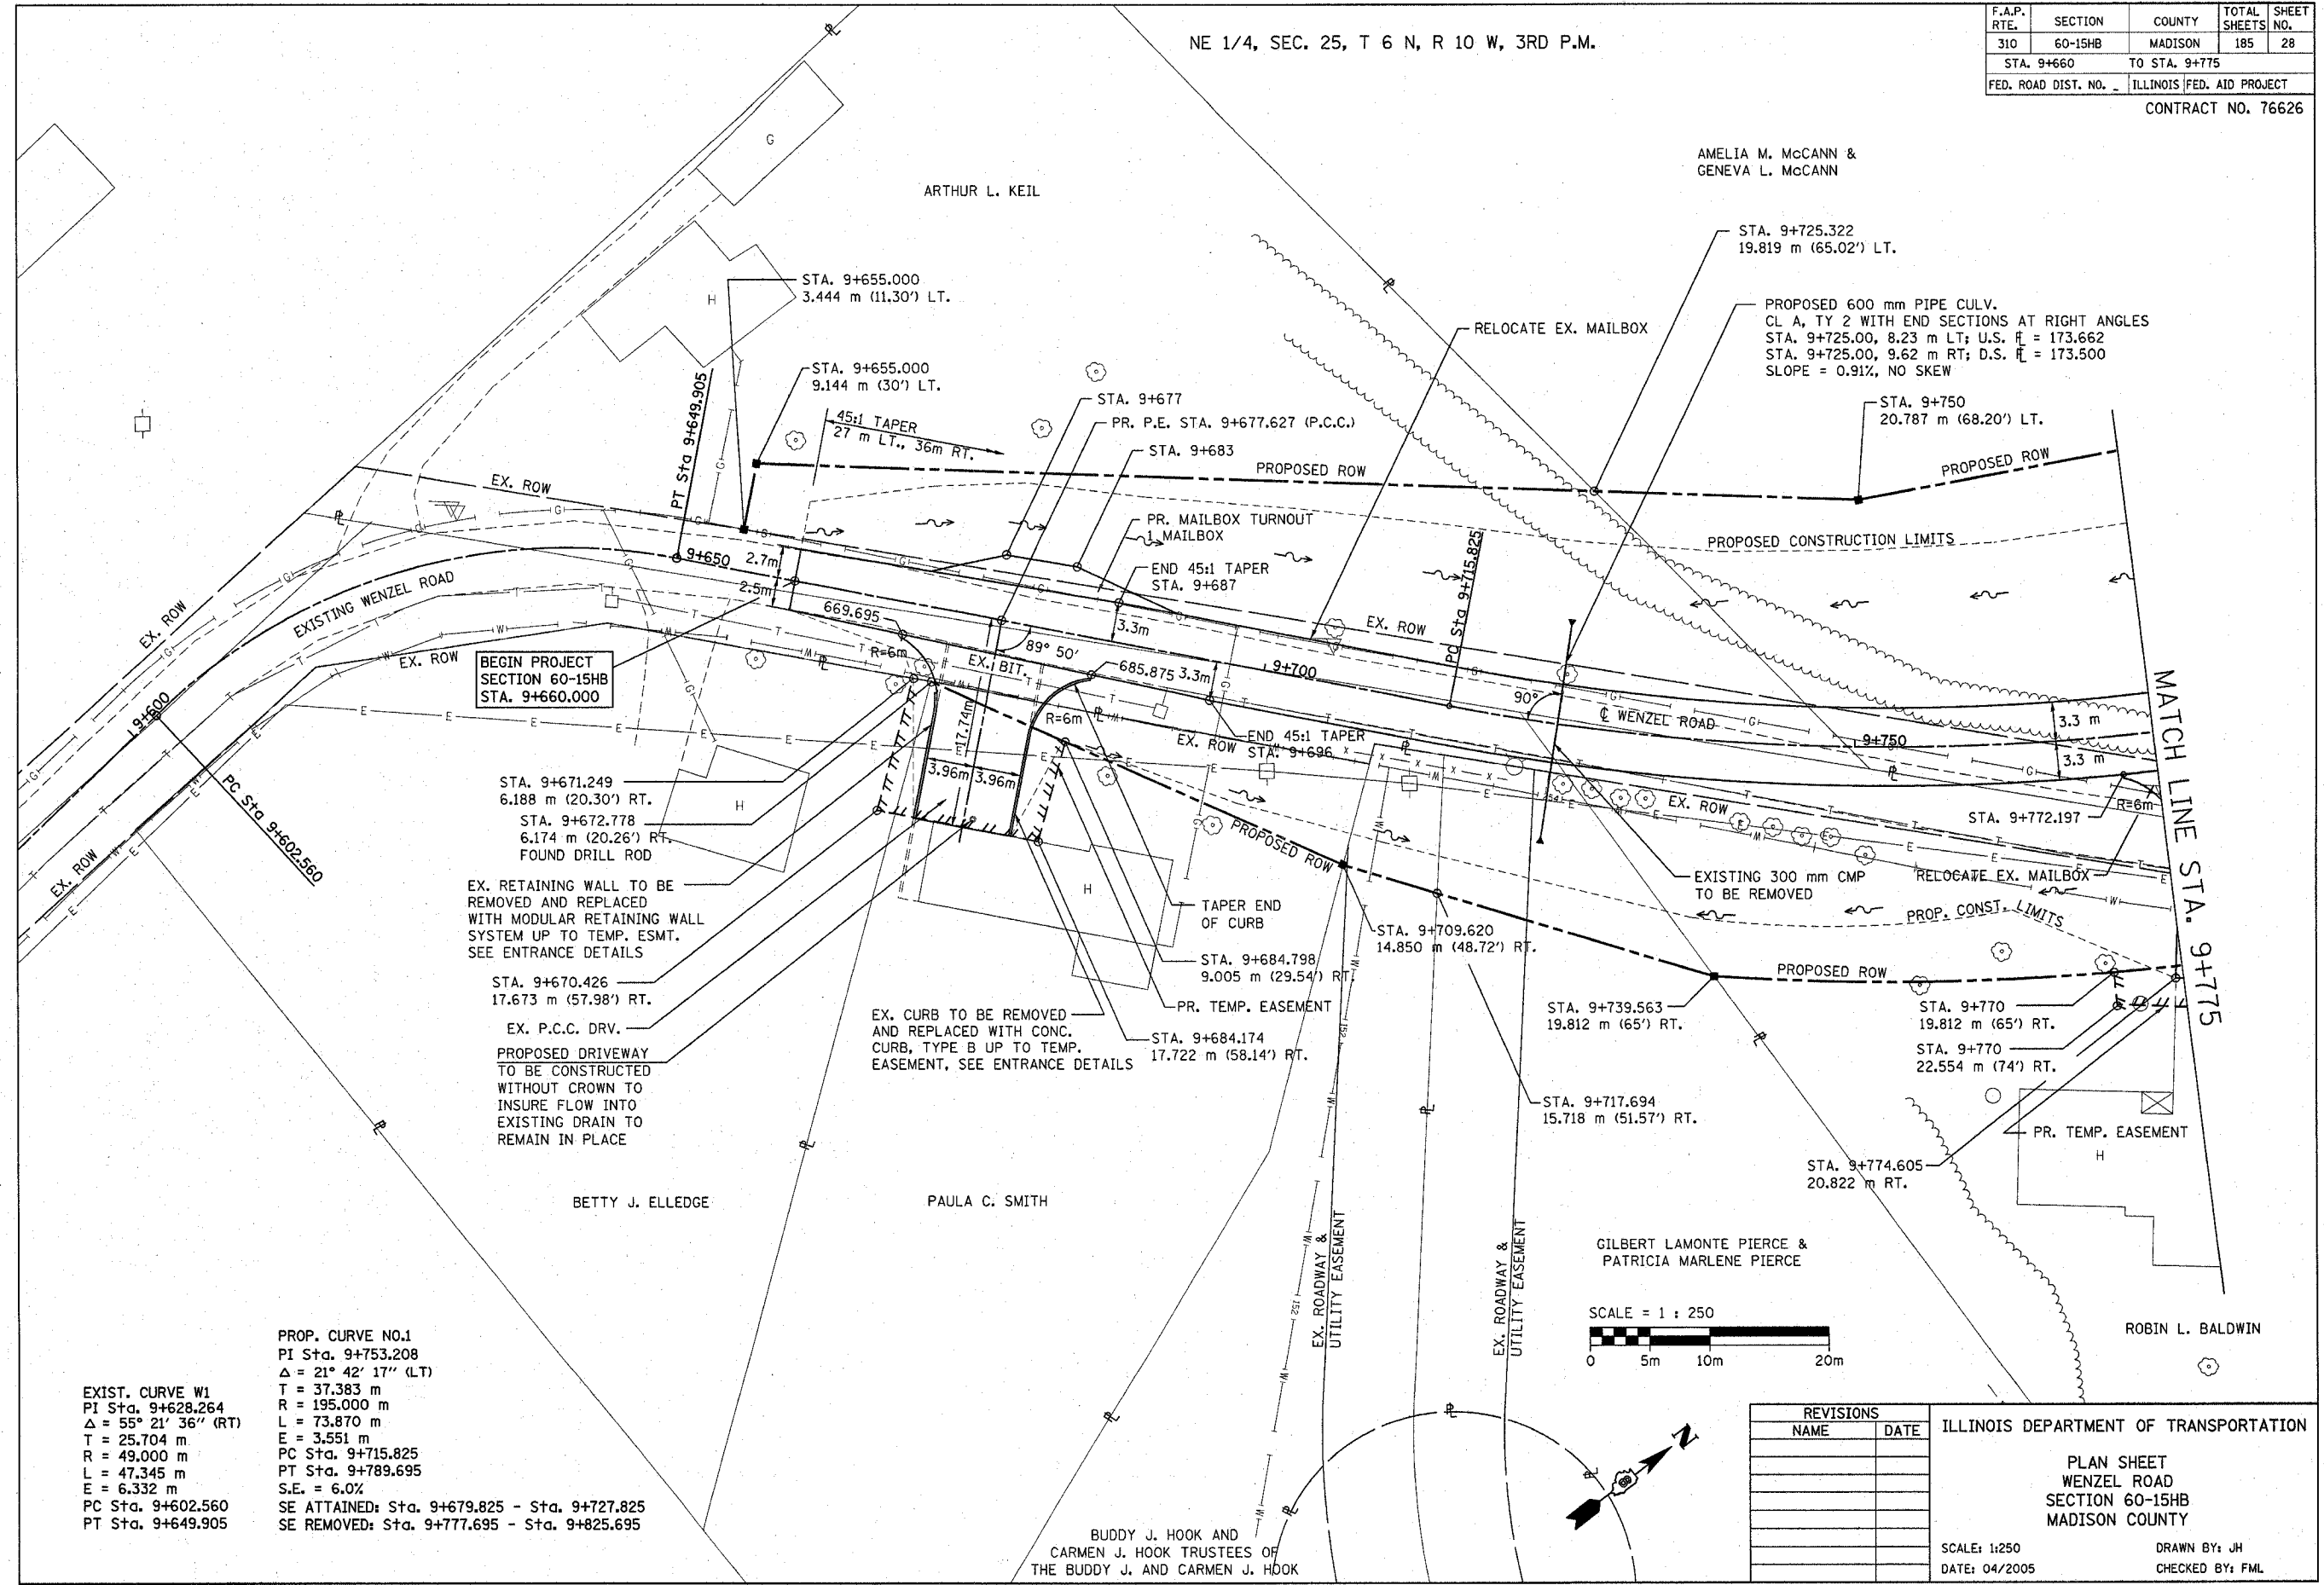 NE 1/4, SEC. 25, T 6 N, R 10 W, 3RD P.M.
F.A.P. RTE.
SECTION
COUNTY
TOTAL SHEETS
SHEET NO.
310
60-15HB
MADISON
185
28
STA. 9+660 TO STA. 9+775
FED. ROAD DIST. NO. _
ILLINOIS
FED. AID PROJECT
CONTRACT NO. 76626
G
ARTHUR L. KEIL
AMELIA M. McCANN &
GENEVA L. McCANN
H
STA. 9+655.000
3.444 m (11.30') LT.
STA. 9+655.000
9.144 m (30') LT.
STA. 9+725.322
19.819 m (65.02') LT.
RELOCATE EX. MAILBOX
PROPOSED 600 mm PIPE CULV.
CL A, TY 2 WITH END SECTIONS AT RIGHT ANGLES
STA. 9+725.00, 8.23 m LT; U.S. FL = 173.662
STA. 9+725.00, 9.62 m RT; D.S. FL = 173.500
SLOPE = 0.91%, NO SKEW
STA. 9+750
20.787 m (68.20') LT.
45:1 TAPER
27 m LT., 36m RT.
STA. 9+677
PR. P.E. STA. 9+677.627 (P.C.C.)
STA. 9+683
PROPOSED ROW
PROPOSED ROW
PT Sta 9+649.905
EX. ROW
PR. MAILBOX TURNOUT
1 MAILBOX
PROPOSED CONSTRUCTION LIMITS
END 45:1 TAPER
STA. 9+687
PC Sta 9+715.825
9+650
2.7m
2.5m
669.695
3.3m
EX. ROW
EXISTING WENZEL ROAD
EX. ROW
EX. ROW
BEGIN PROJECT
SECTION 60-15HB
STA. 9+660.000
R=6m
EX. BIT.
89° 50'
685.875
3.3m
9+700
90°
℄ WENZEL ROAD
9+750
3.3 m
3.3 m
MATCH LINE STA. 9+775
9+600
PC Sta 9+602.560
EX. ROW
17.74m
R=6m
EX. ROW
END 45:1 TAPER
STA. 9+696
3.96m
3.96m
EX. ROW
R=6m
STA. 9+772.197
PROPOSED ROW
STA. 9+671.249
6.188 m (20.30') RT.
STA. 9+672.778
6.174 m (20.26') RT.
FOUND DRILL ROD
H
H
EX. RETAINING WALL TO BE
REMOVED AND REPLACED
WITH MODULAR RETAINING WALL
SYSTEM UP TO TEMP. ESMT.
SEE ENTRANCE DETAILS
STA. 9+670.426
17.673 m (57.98') RT.
EX. P.C.C. DRV.
PROPOSED DRIVEWAY
TO BE CONSTRUCTED
WITHOUT CROWN TO
INSURE FLOW INTO
EXISTING DRAIN TO
REMAIN IN PLACE
TAPER END
OF CURB
STA. 9+684.798
9.005 m (29.54') RT.
PR. TEMP. EASEMENT
STA. 9+684.174
17.722 m (58.14') RT.
EX. CURB TO BE REMOVED
AND REPLACED WITH CONC.
CURB, TYPE B UP TO TEMP.
EASEMENT, SEE ENTRANCE DETAILS
STA. 9+709.620
14.850 m (48.72') RT.
EXISTING 300 mm CMP
TO BE REMOVED
RELOCATE EX. MAILBOX
PROP. CONST. LIMITS
PROPOSED ROW
STA. 9+739.563
19.812 m (65') RT.
STA. 9+770
19.812 m (65') RT.
STA. 9+770
22.554 m (74') RT.
STA. 9+717.694
15.718 m (51.57') RT.
PR. TEMP. EASEMENT
H
STA. 9+774.605
20.822 m RT.
BETTY J. ELLEDGE
PAULA C. SMITH
EX. ROADWAY &
UTILITY EASEMENT
EX. ROADWAY &
UTILITY EASEMENT
GILBERT LAMONTE PIERCE &
PATRICIA MARLENE PIERCE
ROBIN L. BALDWIN
SCALE = 1 : 250
0 5m 10m 20m
N
BUDDY J. HOOK AND
CARMEN J. HOOK TRUSTEES OF
THE BUDDY J. AND CARMEN J. HOOK
EXIST. CURVE W1
PI Sta. 9+628.264
Δ = 55° 21' 36" (RT)
T = 25.704 m
R = 49.000 m
L = 47.345 m
E = 6.332 m
PC Sta. 9+602.560
PT Sta. 9+649.905
PROP. CURVE NO.1
PI Sta. 9+753.208
Δ = 21° 42' 17" (LT)
T = 37.383 m
R = 195.000 m
L = 73.870 m
E = 3.551 m
PC Sta. 9+715.825
PT Sta. 9+789.695
S.E. = 6.0%
SE ATTAINED: Sta. 9+679.825 - Sta. 9+727.825
SE REMOVED: Sta. 9+777.695 - Sta. 9+825.695
REVISIONS
NAME
DATE
ILLINOIS DEPARTMENT OF TRANSPORTATION
PLAN SHEET
WENZEL ROAD
SECTION 60-15HB
MADISON COUNTY
SCALE: 1:250
DRAWN BY: JH
DATE: 04/2005
CHECKED BY: FML